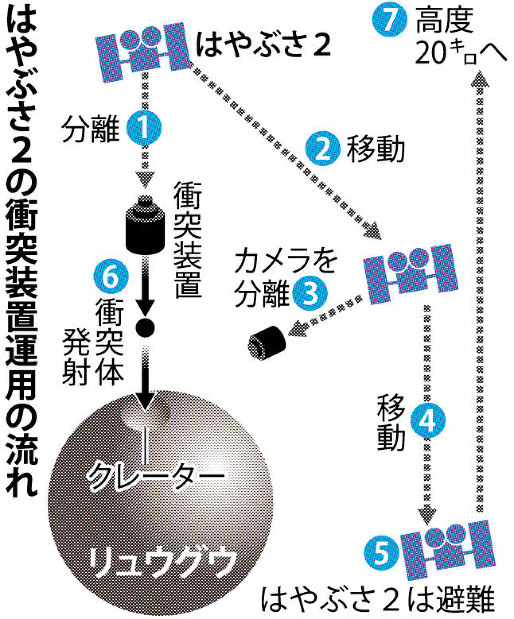 はやぶさ２の衝突装置運用の流れ
はやぶさ２
分離 1
2 移動
衝突装置
カメラを
分離 3
移動 4
5
はやぶさ２は避難
6
衝突体
発射
クレーター
リュウグウ
7 高度
20㌔へ